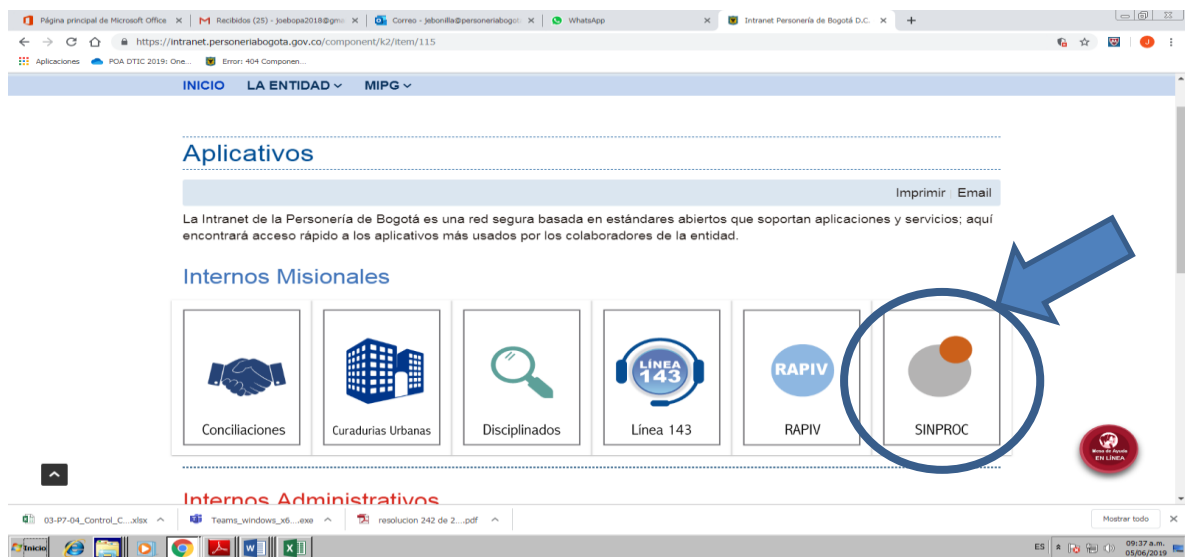 Página principal de Microsoft Office
Recibidos (25) - joebopa2018@gma
Correo - jebonilla@personeriabogota
WhatsApp
Intranet Personería de Bogotá D.C.
https://intranet.personeriabogota.gov.co/component/k2/item/115
Aplicaciones
POA DTIC 2019: One...
Error: 404 Componen...
INICIO LA ENTIDAD MIPG
Aplicativos
Imprimir Email
La Intranet de la Personería de Bogotá es una red segura basada en estándares abiertos que soportan aplicaciones y servicios; aquí
encontrará acceso rápido a los aplicativos más usados por los colaboradores de la entidad.
Internos Misionales
LÍNEA
143
RAPIV
Conciliaciones
Curadurias Urbanas
Disciplinados
Línea 143
RAPIV
SINPROC
Mesa de Ayuda
EN LÍNEA
Internos Administrativos
03-P7-04_Control_C....xlsx
Teams_windows_x6....exe
resolucion 242 de 2....pdf
Mostrar todo
Inicio
ES
09:37 a.m.
05/06/2019